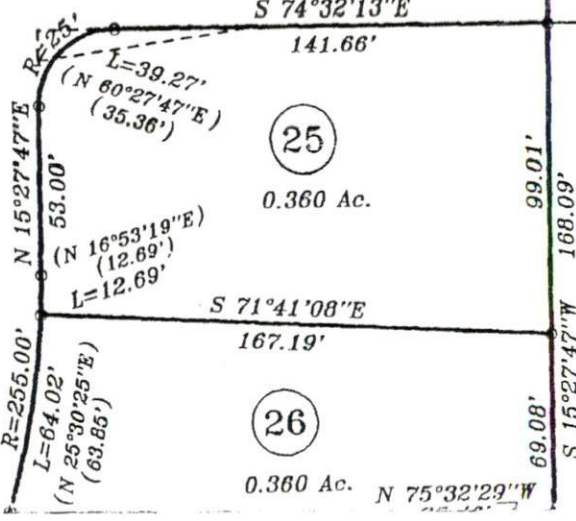 S 74°32'13"E
141.66'
R=25'
L=39.27'
(N 60°27'47"E)
(35.36')
25
0.360 Ac.
N 15°27'47"E
53.00'
99.01'
168.09'
(N 16°53'19"E)
(12.69')
L=12.69'
S 71°41'08"E
167.19'
S 15°27'47"W
R=255.00'
L=64.02'
(N 25°30'25"E)
(63.85')
26
0.360 Ac.
69.08'
N 75°32'29"W